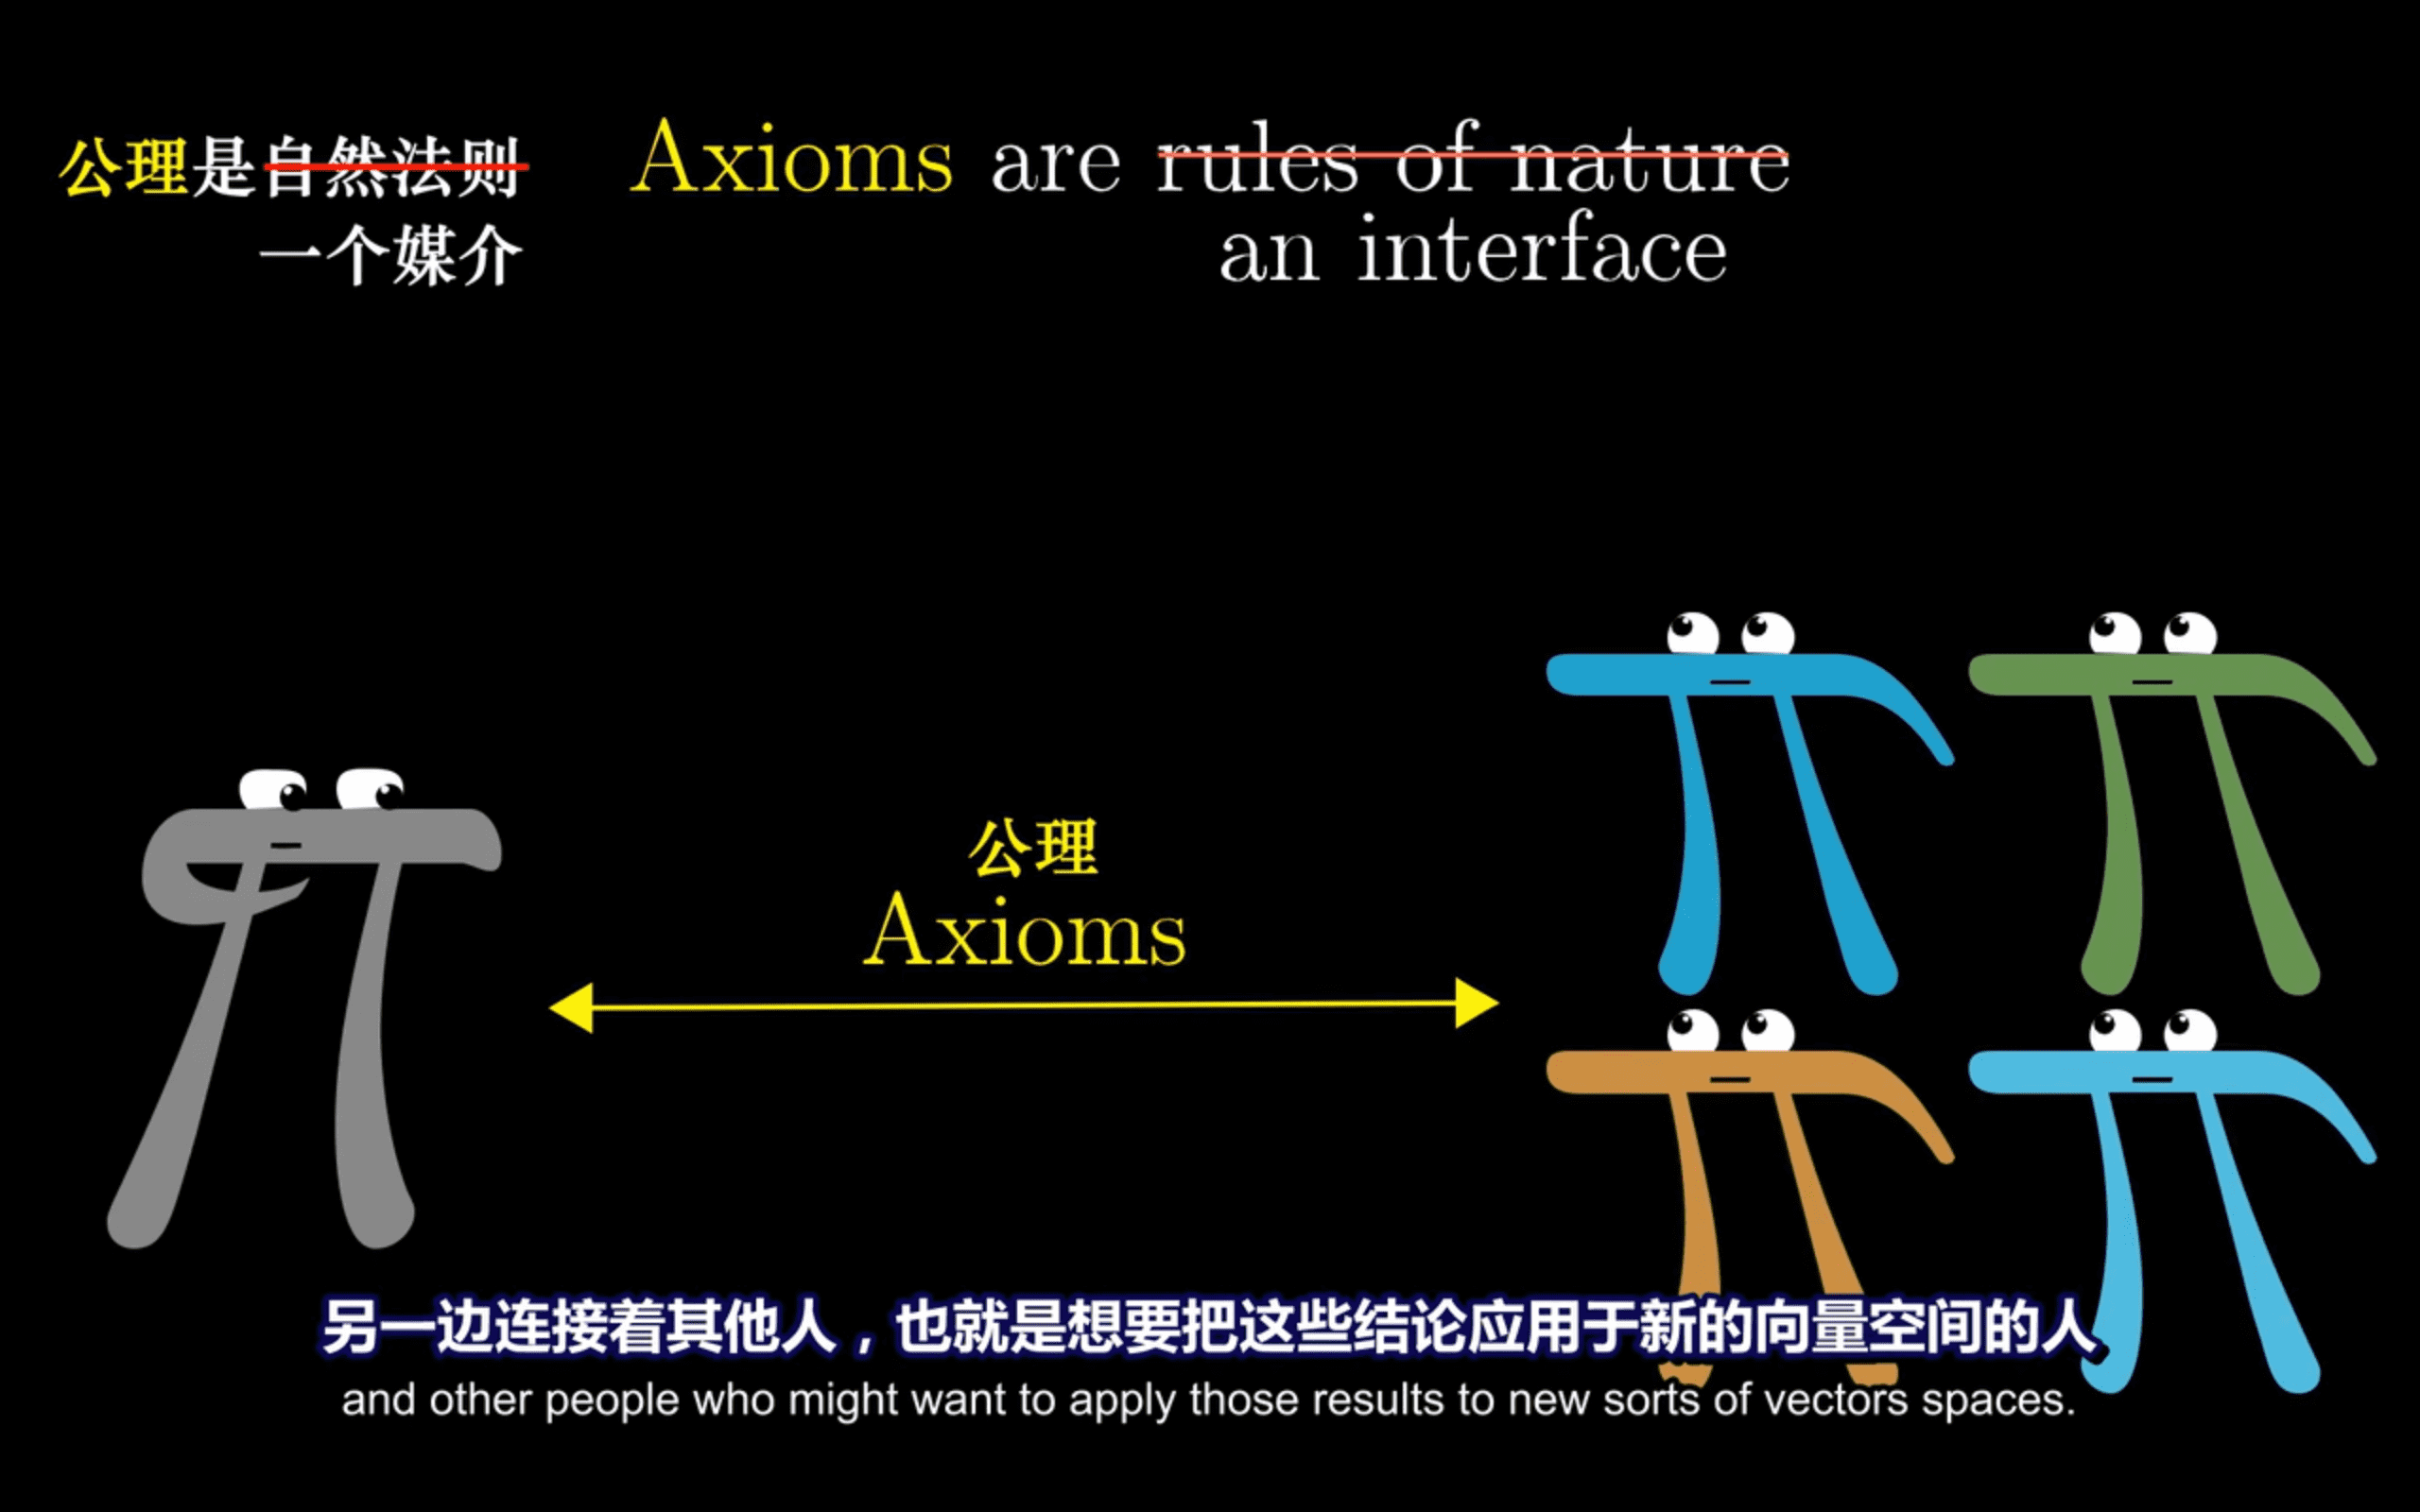 公理是自然法则
一个媒介
Axioms are rules of nature
an interface
公理
Axioms
另一边连接着其他人，也就是想要把这些结论应用于新的向量空间的人
and other people who might want to apply those results to new sorts of vectors spaces.